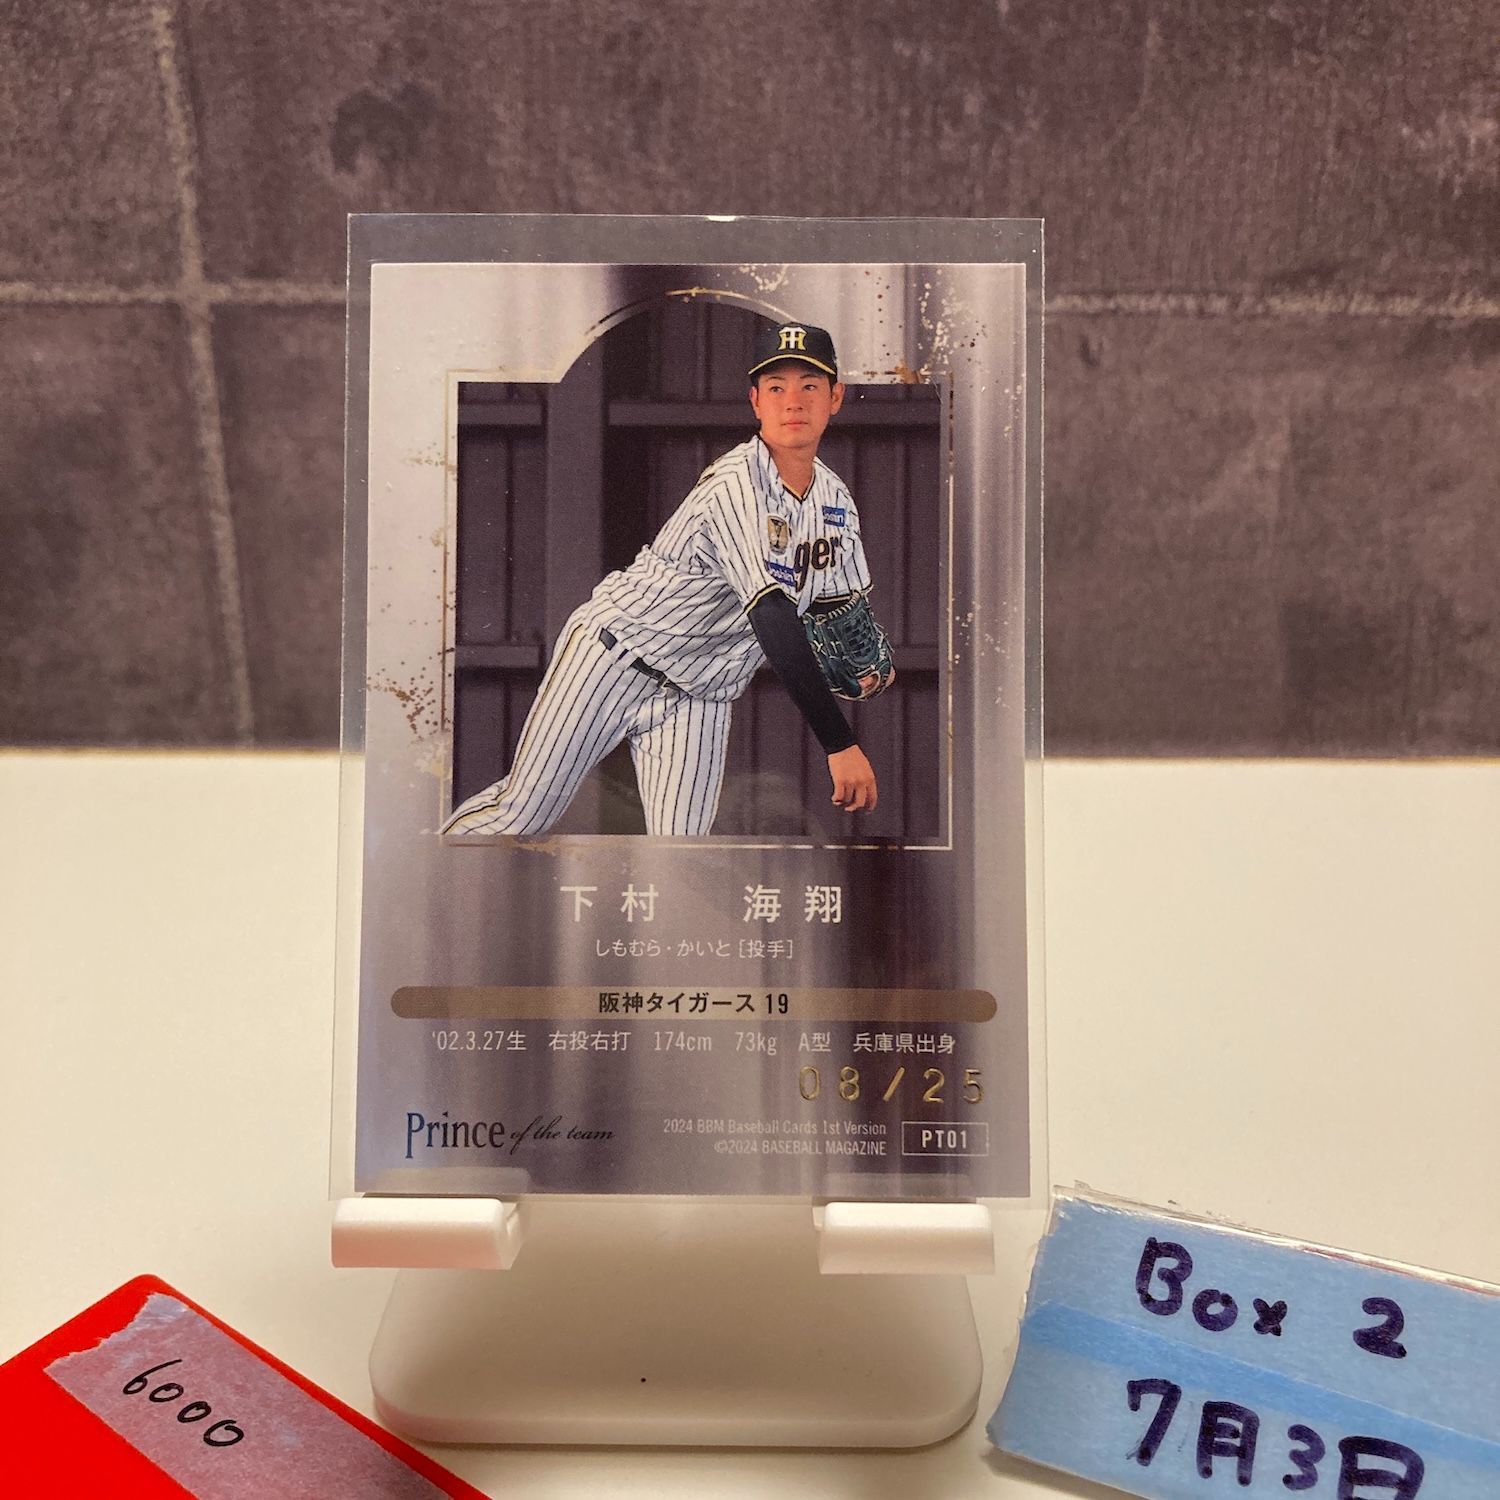 下村 海翔
しもむら・かいと [投手]
阪神タイガース 19
'02.3.27生 右投右打 174cm 73kg A型 兵庫県出身
08/25
Prince of the team
2024 BBM Baseball Cards 1st Version
©2024 BASEBALL MAGAZINE
PT01
6000
Box 2
7月3日